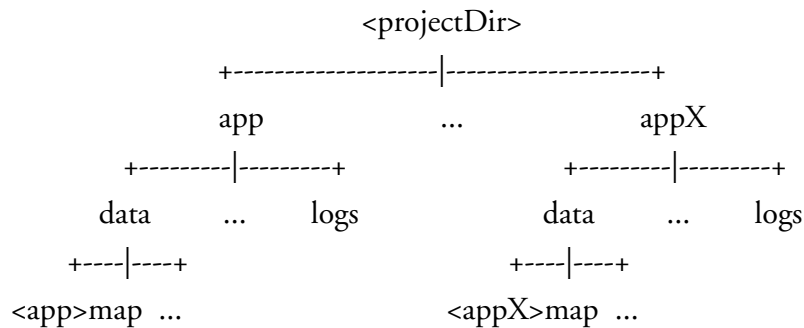 <projectDir>
+---------------------|--------------------+
app ... appX
+---------|---------+ +---------|---------+
data ... logs data ... logs
+----|----+ +----|----+
<app>map ... <appX>map ...